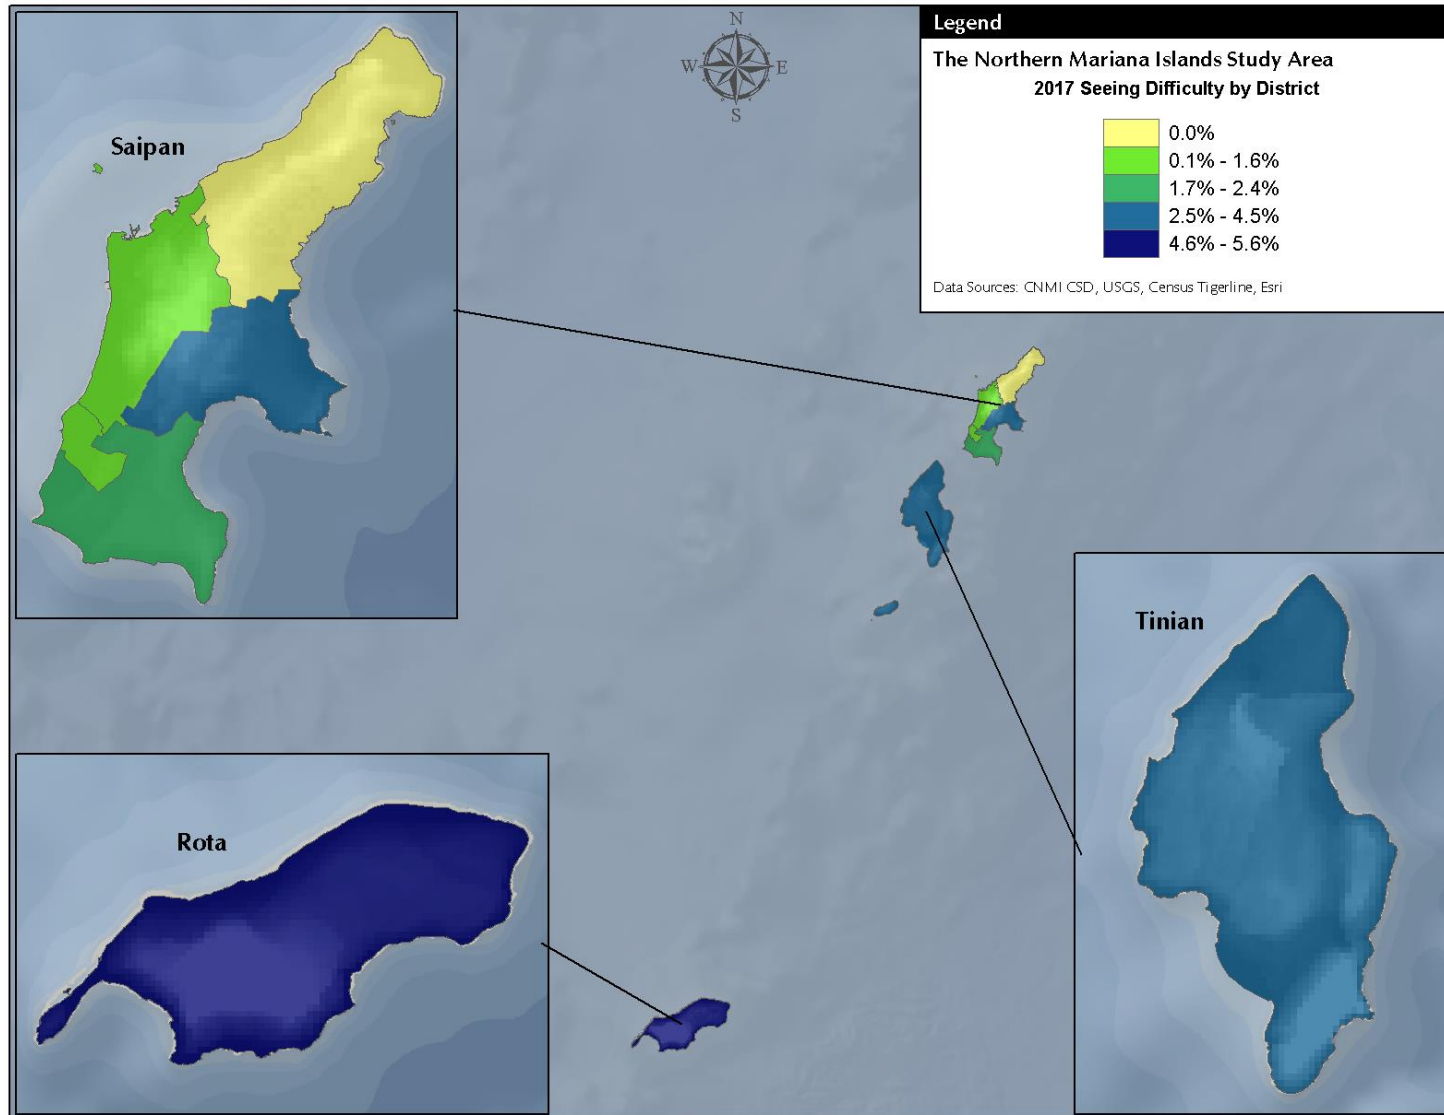 Legend
The Northern Mariana Islands Study Area
2017 Seeing Difficulty by District
0.0%
0.1% - 1.6%
1.7% - 2.4%
2.5% - 4.5%
4.6% - 5.6%
Data Sources: CNMI CSD, USGS, Census Tigerline, Esri
N
W E
S
Saipan
Tinian
Rota